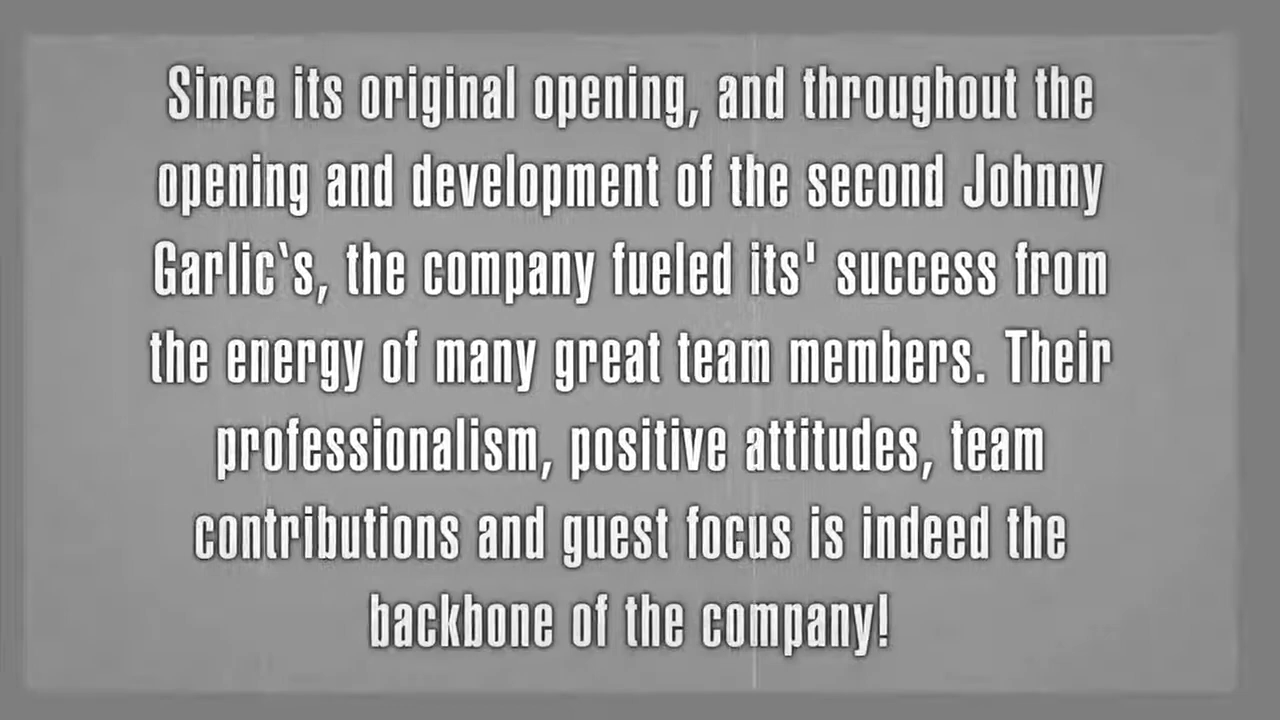 Since its original opening, and throughout the
opening and development of the second Johnny
Garlic`s, the company fueled its' success from
the energy of many great team members. Their
professionalism, positive attitudes, team
contributions and guest focus is indeed the
backbone of the company!